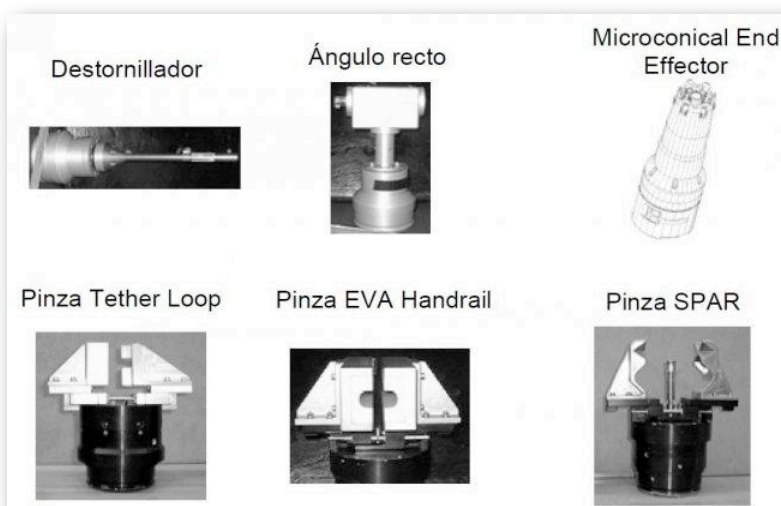 Destornillador
Ángulo recto
Microconical End
Effector
Pinza Tether Loop
Pinza EVA Handrail
Pinza SPAR